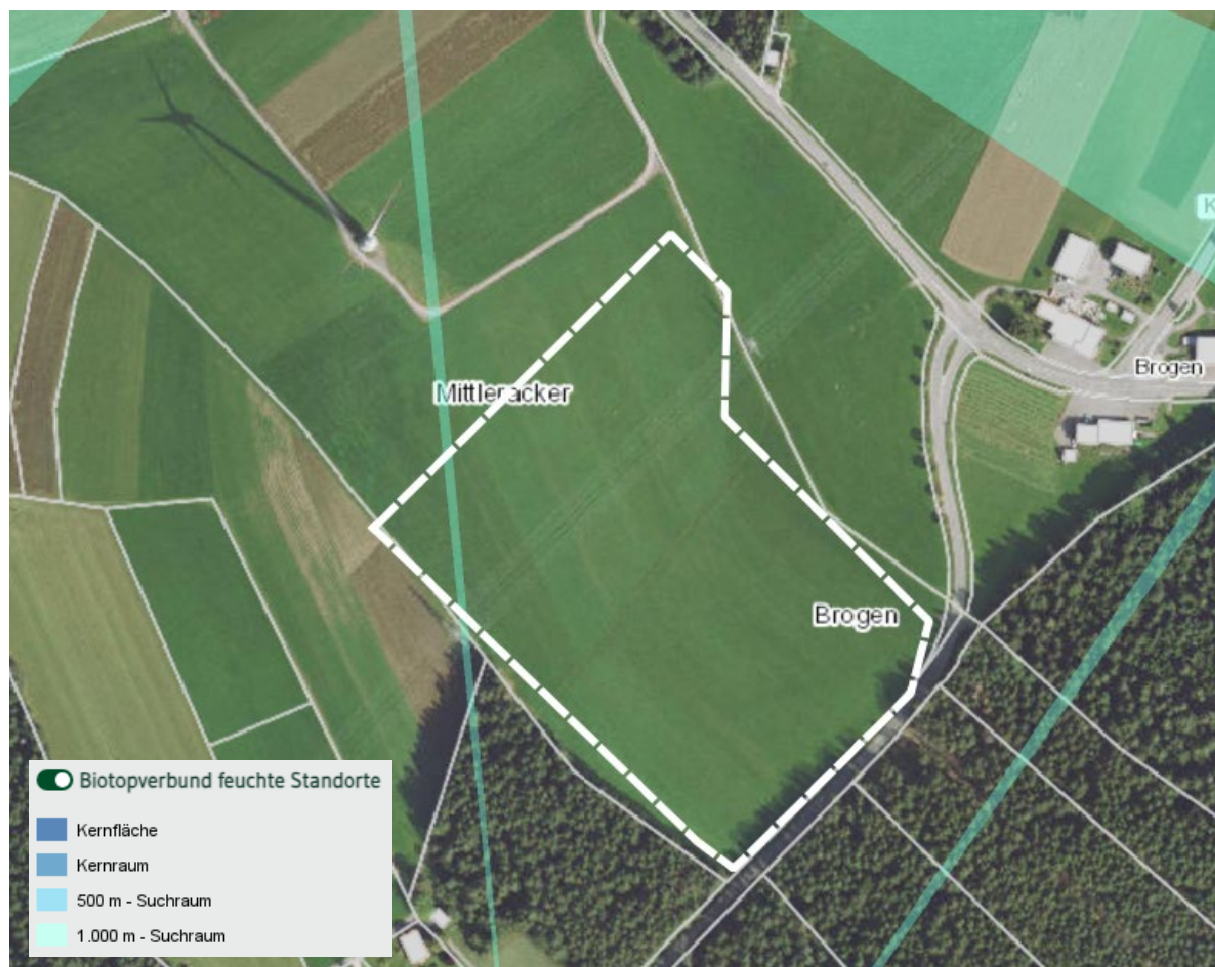 K
Mittleracker
Brogen
Brogen
Biotopverbund feuchte Standorte
Kernfläche
Kernraum
500 m - Suchraum
1.000 m - Suchraum